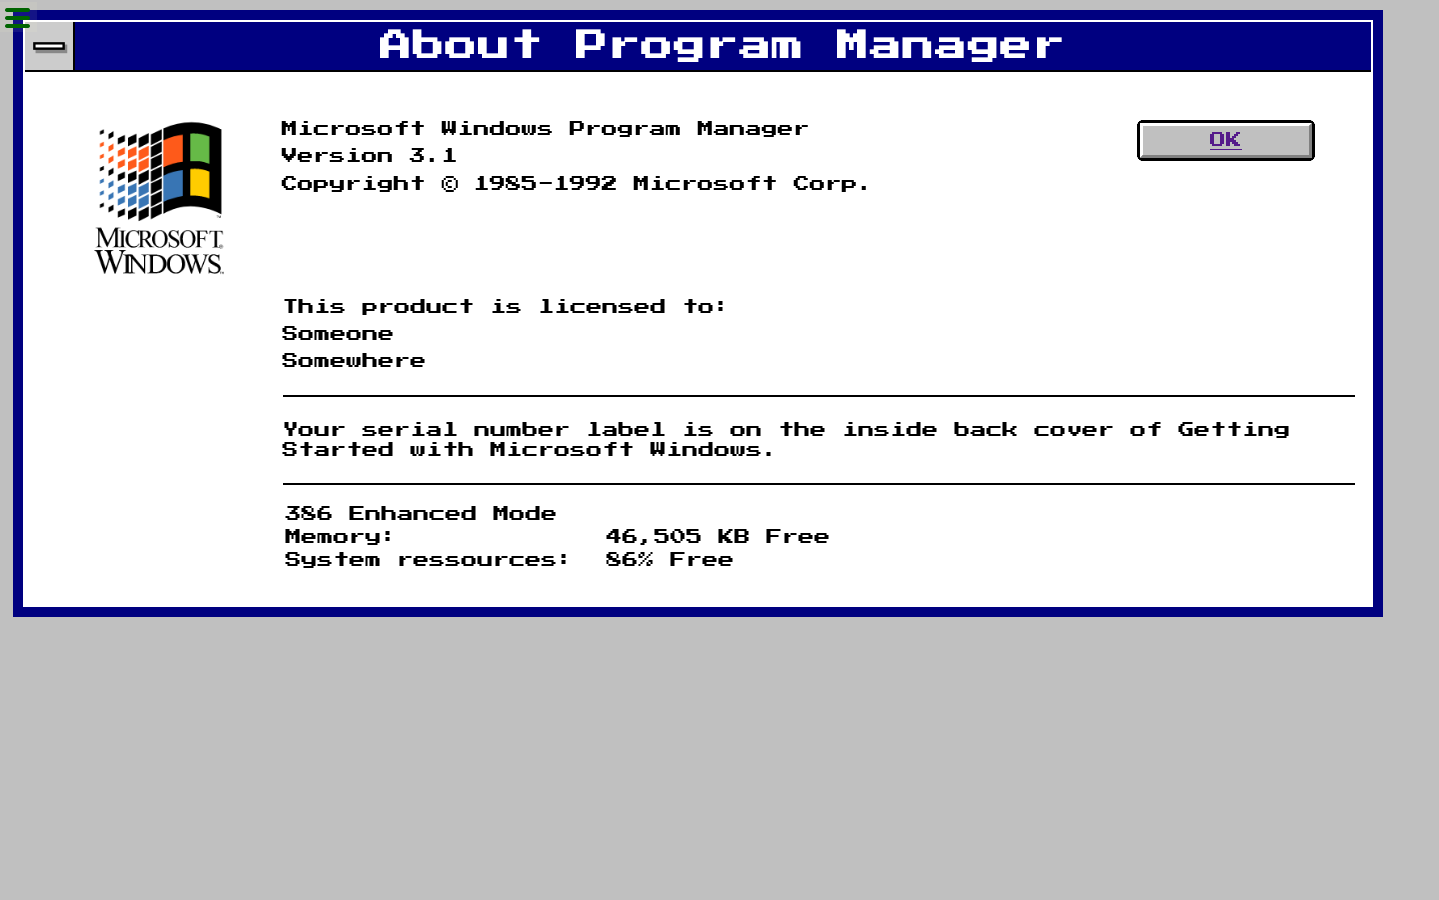 About Program Manager
Microsoft Windows Program Manager
Version 3.1
Copyright © 1985-1992 Microsoft Corp.
OK
MICROSOFT
WINDOWS
This product is licensed to:
Someone
Somewhere
Your serial number label is on the inside back cover of Getting
Started with Microsoft Windows.
386 Enhanced Mode
Memory: 46,505 KB Free
System ressources: 86% Free